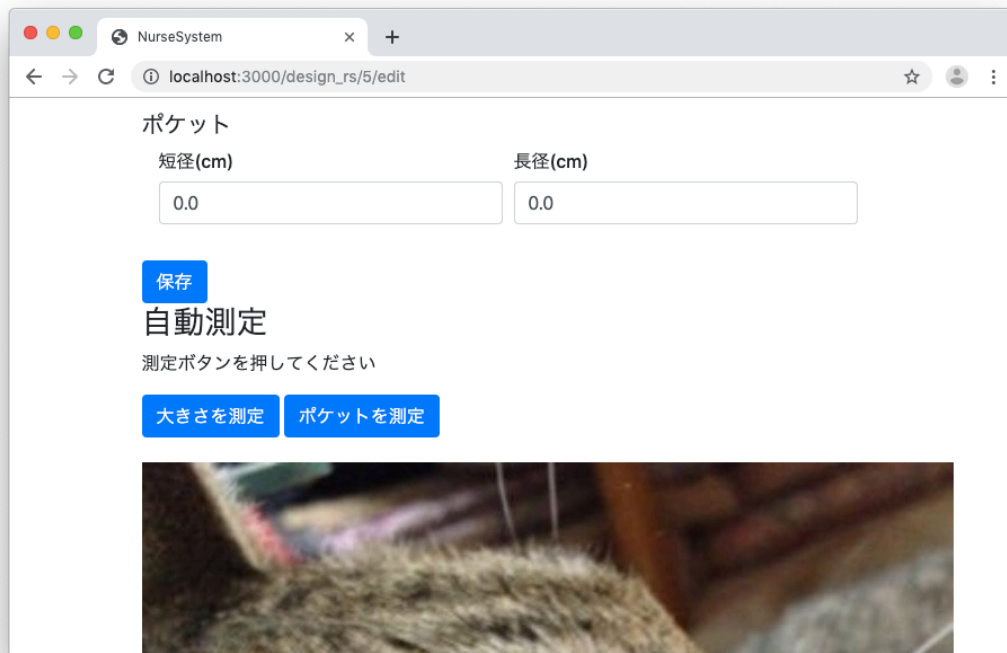 NurseSystem
localhost:3000/design_rs/5/edit
ポケット
短径(cm) 長径(cm)
0.0 0.0
保存
自動測定
測定ボタンを押してください
大きさを測定 ポケットを測定